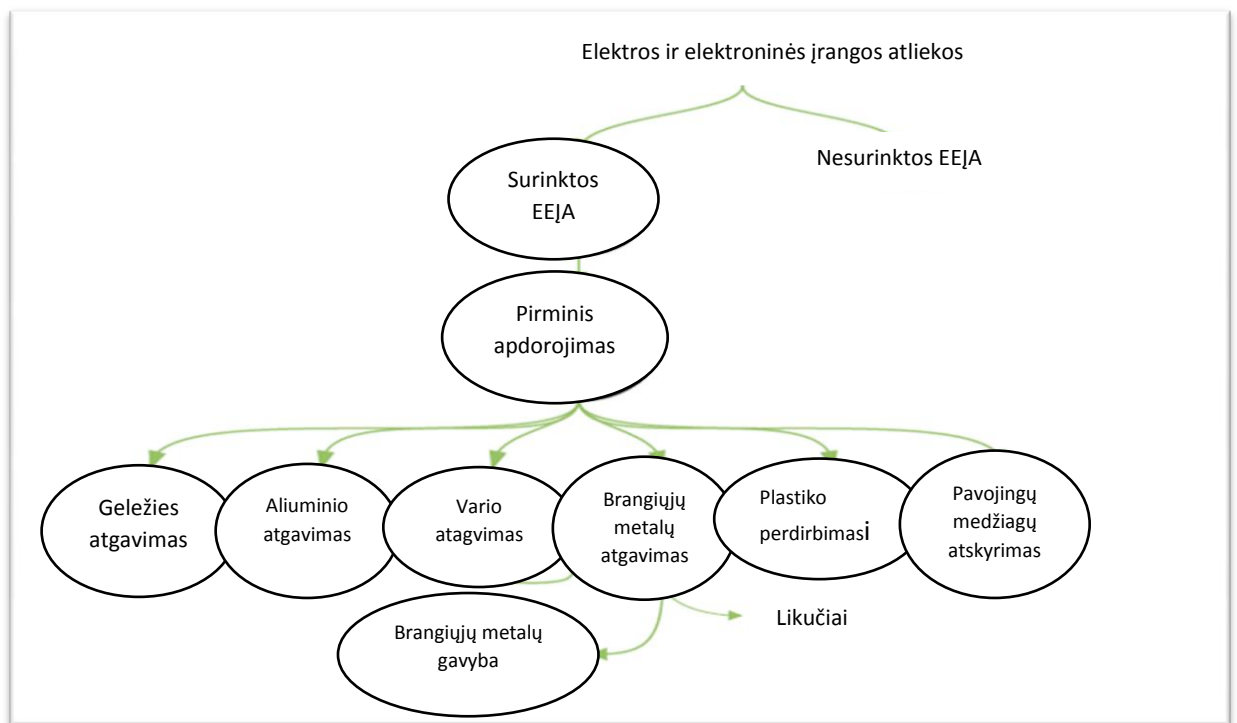 Elektros ir elektroninės įrangos atliekos
Nesurinktos EEĮA
Surinktos
EEĮA
Pirminis
apdorojimas
Geležies
atgavimas
Aliuminio
atgavimas
Vario
atagvimas
Brangiųjų
metalų
atgavimas
Plastiko
perdirbimasi
Pavojingų
medžiagų
atskyrimas
Likučiai
Brangiųjų metalų
gavyba